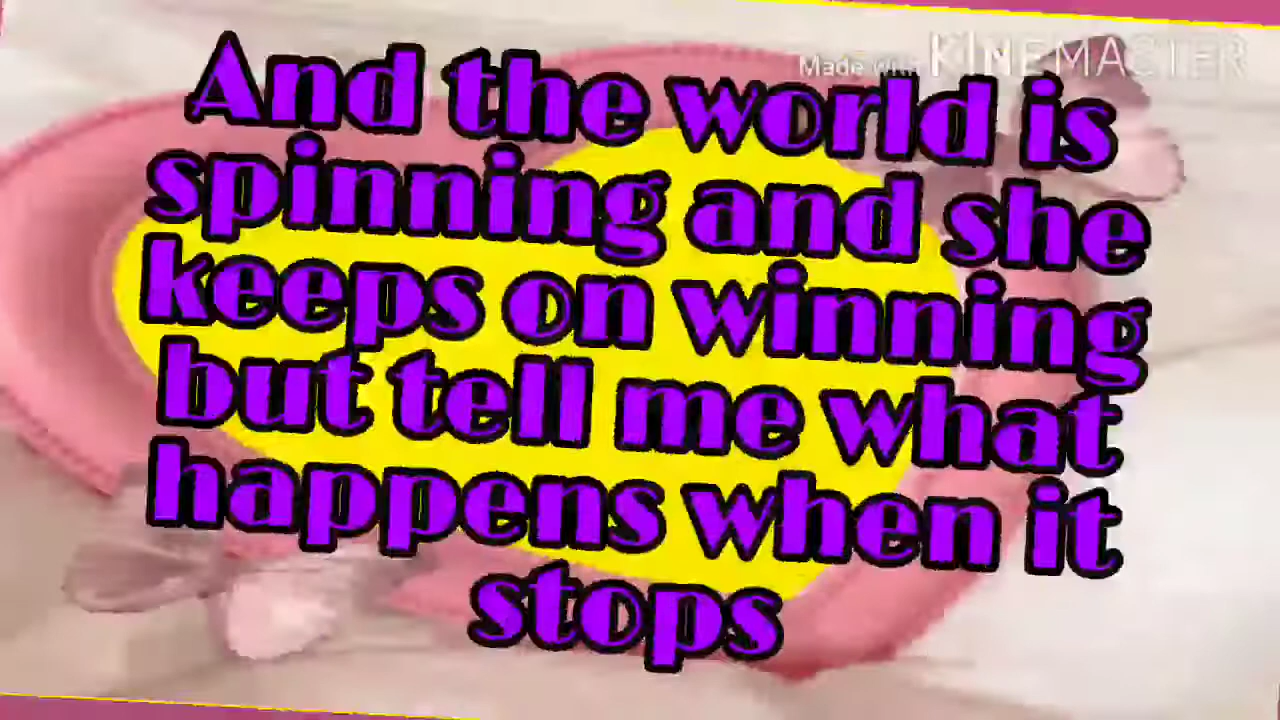 Made with KINEMASTER
And the world is
spinning and she
keeps on winning
but tell me what
happens when it
stops